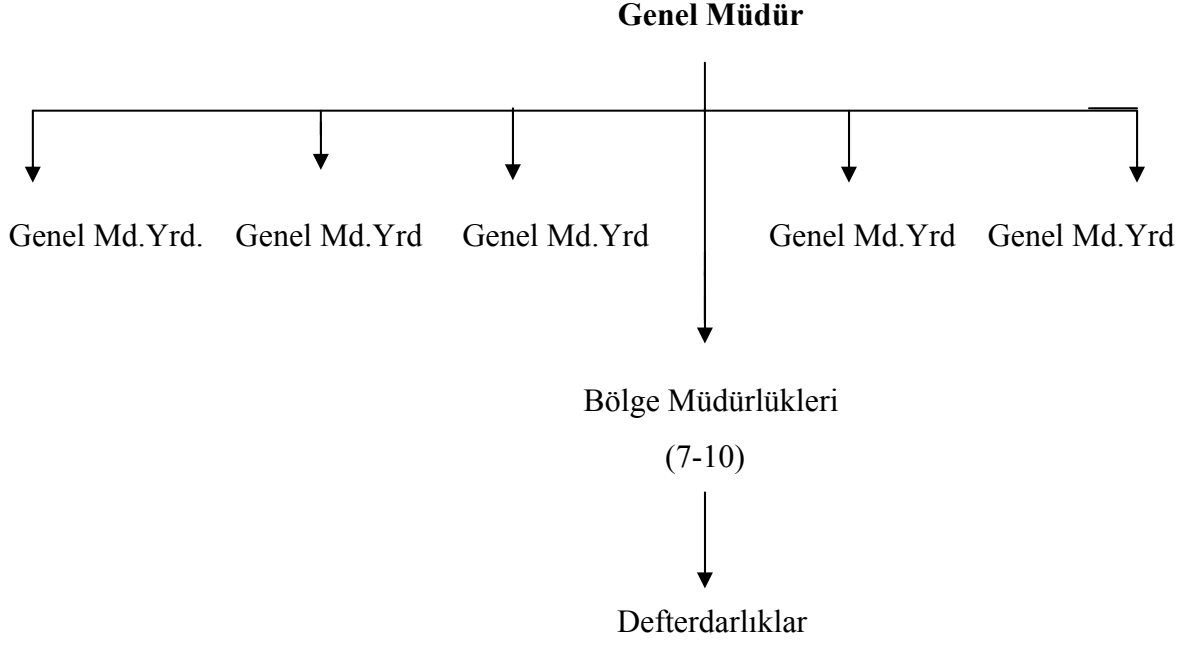 Genel Müdür
Genel Md.Yrd. Genel Md.Yrd Genel Md.Yrd Genel Md.Yrd Genel Md.Yrd
Bölge Müdürlükleri
(7-10)
Defterdarlıklar